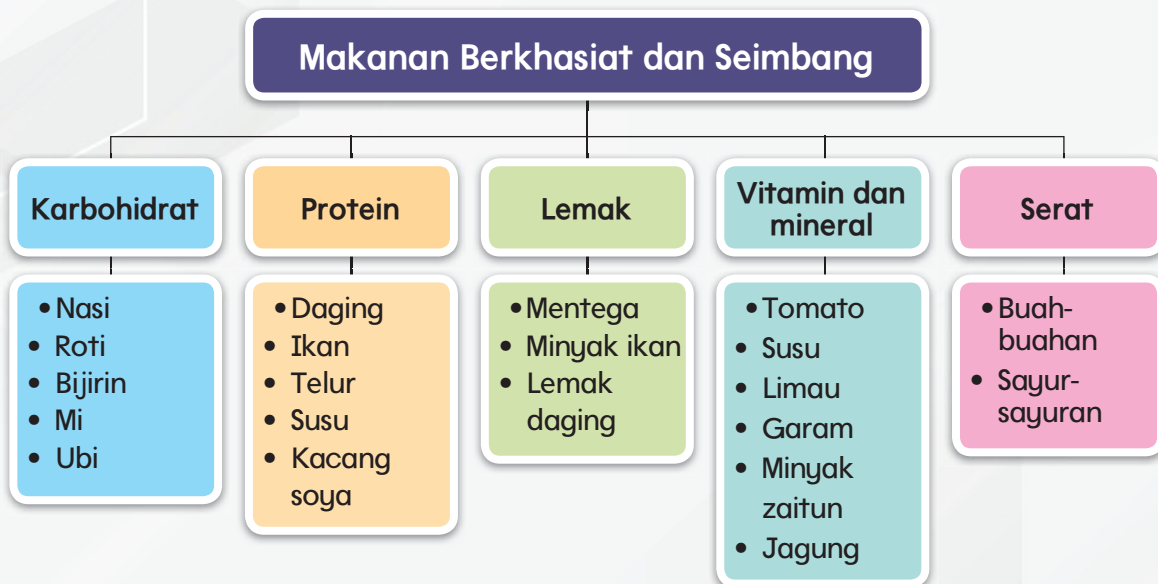 Makanan Berkhasiat dan Seimbang
Karbohidrat
•Nasi
• Roti
• Bijirin
• Mi
• Ubi
Protein
•Daging
• Ikan
• Telur
• Susu
• Kacang
soya
Lemak
•Mentega
• Minyak ikan
• Lemak
daging
Vitamin dan
mineral
•Tomato
• Susu
• Limau
• Garam
• Minyak
zaitun
• Jagung
Serat
•Buah-
buahan
• Sayur-
sayuran